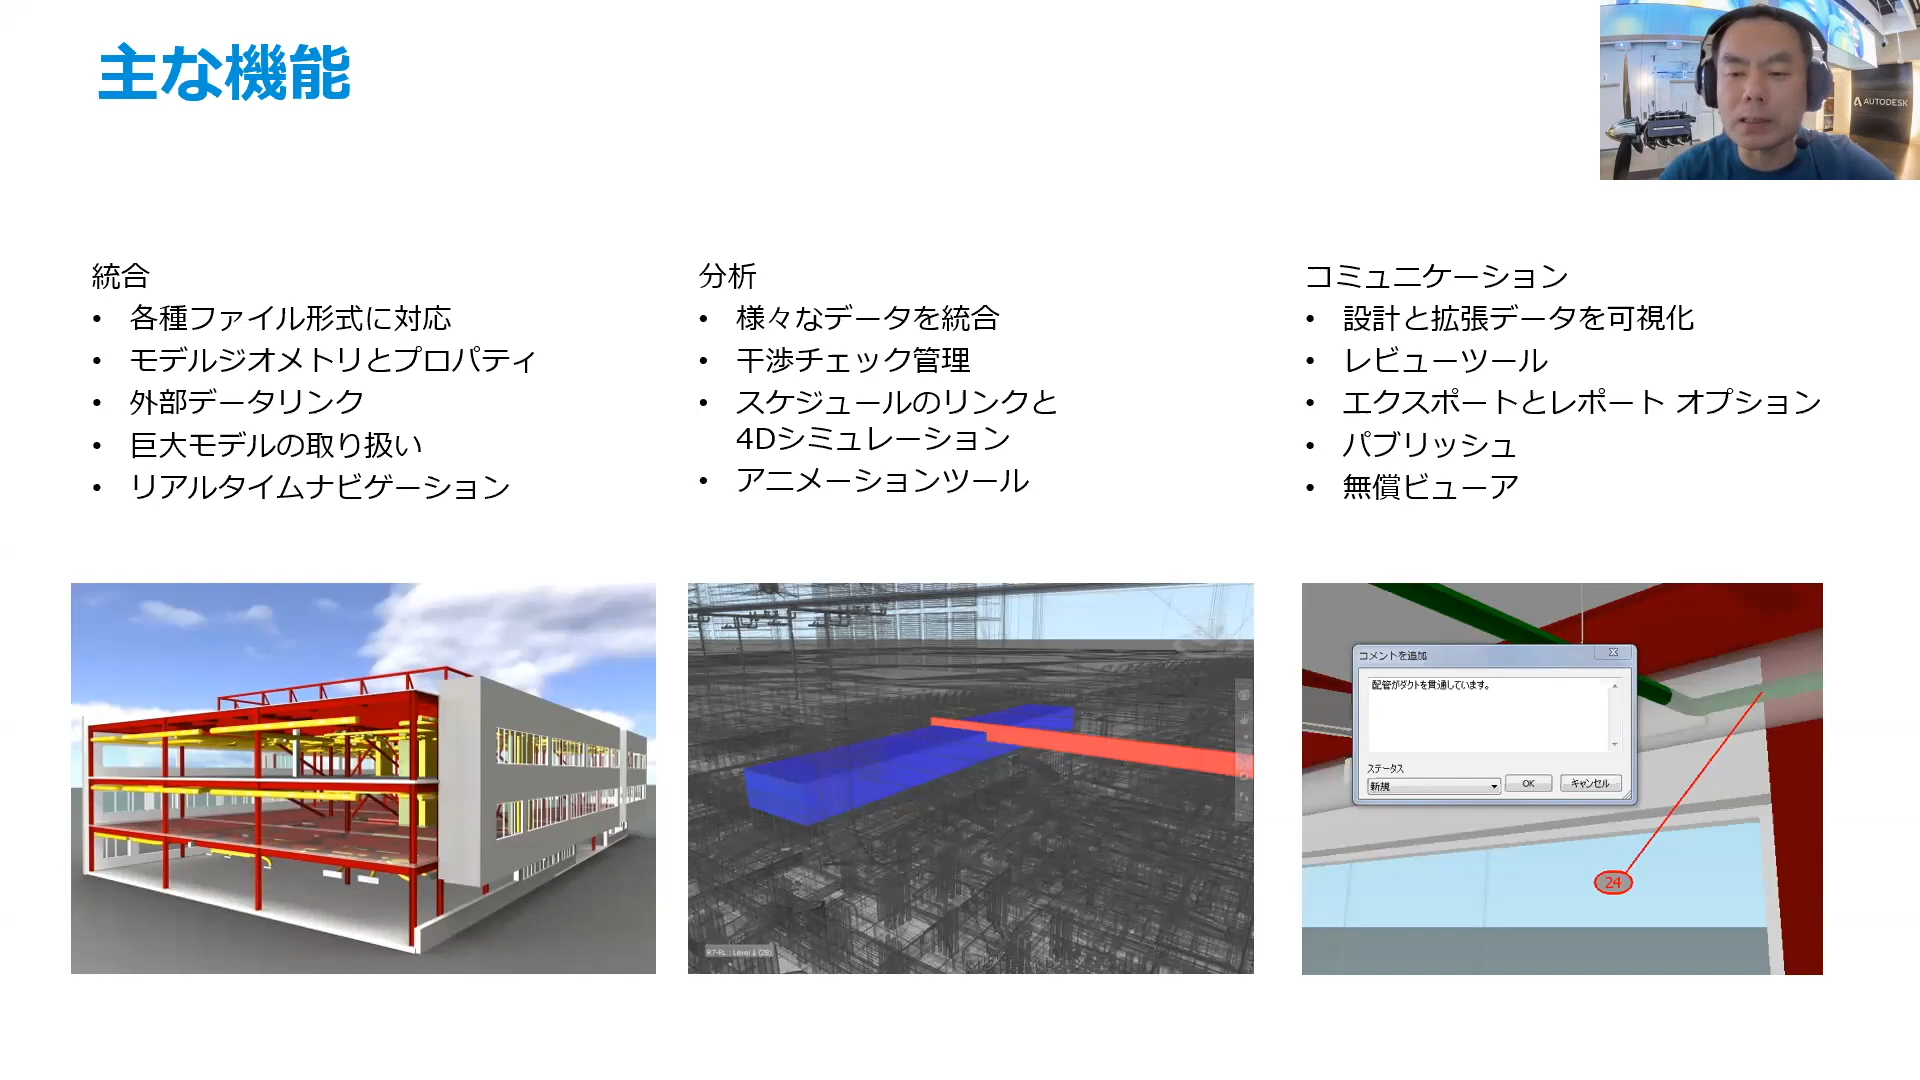 主な機能
AUTODESK
統合
• 各種ファイル形式に対応
• モデルジオメトリとプロパティ
• 外部データリンク
• 巨大モデルの取り扱い
• リアルタイムナビゲーション
分析
• 様々なデータを統合
• 干渉チェック管理
• スケジュールのリンクと
4Dシミュレーション
• アニメーションツール
コミュニケーション
• 設計と拡張データを可視化
• レビューツール
• エクスポートとレポート オプション
• パブリッシュ
• 無償ビューア
コメントを追加
配管がダクトを貫通しています。
ステータス
新規
OK
キャンセル
24